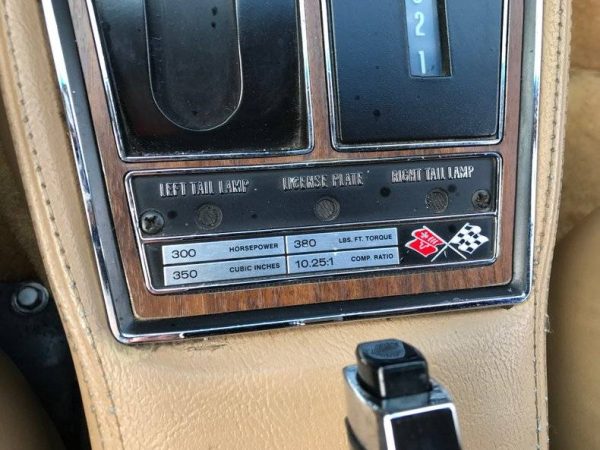 2
1
LEFT TAIL LAMP LICENSE PLATE RIGHT TAIL LAMP
300 HORSEPOWER 380 LBS. FT. TORQUE
350 CUBIC INCHES 10.25:1 COMP. RATIO